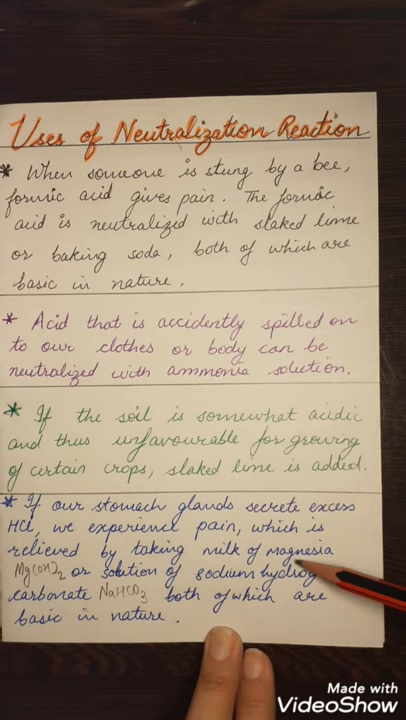 Uses of Neutralization Reaction
* When someone is stung by a bee,
formic acid gives pain. The formic
acid is neutralized with slaked lime
or baking soda, both of which are
basic in nature.
* Acid that is accidently spilled on
to our clothes or body can be
neutralized with ammonia solution.
* If the soil is somewhat acidic
and thus unfavourable for growing
of certain crops, slaked lime is added.
* If our stomach glands secrete excess
HCl, we experience pain, which is
relieved by taking milk of magnesia
Mg(OH)2 or solution of sodium hydrog
carbonate NaHCO3 both of which are
basic in nature.
Made with
VideoShow